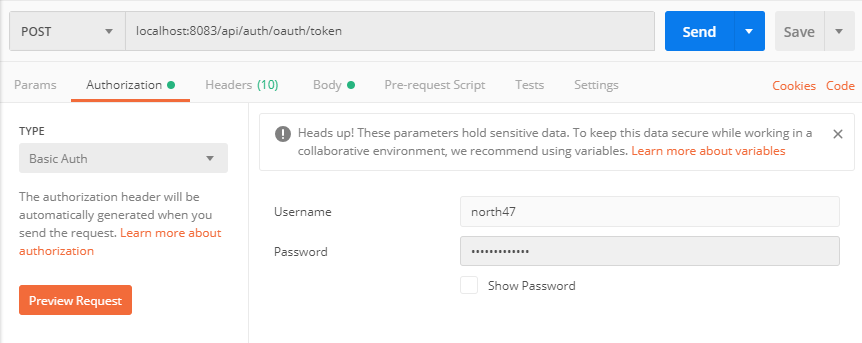 POST localhost:8083/api/auth/oauth/token Send Save
Params Authorization Headers (10) Body Pre-request Script Tests Settings Cookies Code
TYPE
Basic Auth
The authorization header will be
automatically generated when you
send the request. Learn more about
authorization
Preview Request
Heads up! These parameters hold sensitive data. To keep this data secure while working in a
collaborative environment, we recommend using variables. Learn more about variables
Username north47
Password •••••••••••••
Show Password